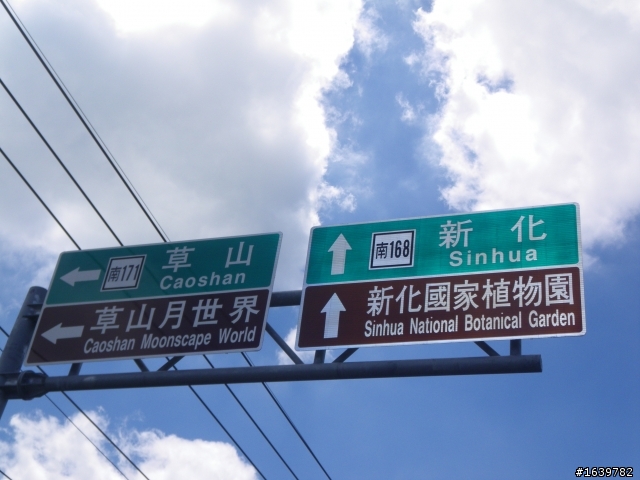 南171 草山
Caoshan
草山月世界
Caoshan Moonscape World
南168 新化
Sinhua
新化國家植物園
Sinhua National Botanical Garden
#1639782